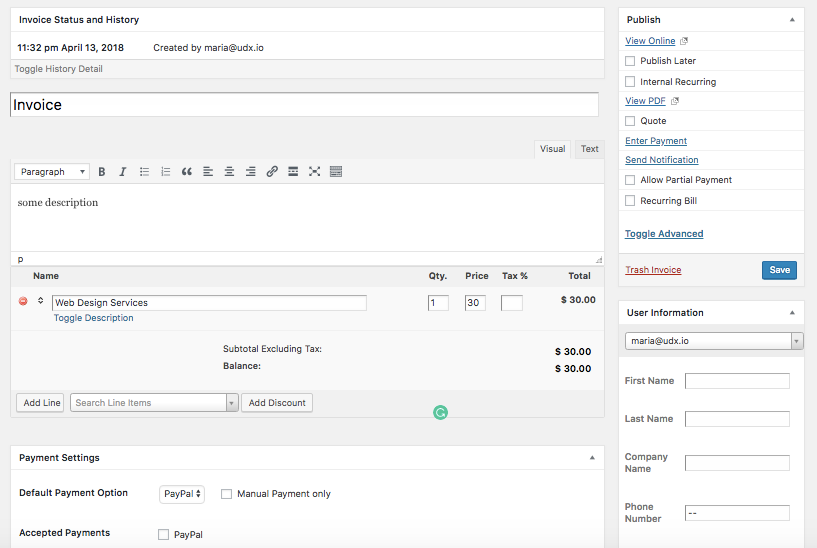 Invoice Status and History
11:32 pm April 13, 2018 Created by maria@udx.io
Toggle History Detail
Invoice
Visual Text
Paragraph B I
some description
p
Name Qty. Price Tax % Total
Web Design Services 1 30 $ 30.00
Toggle Description
Subtotal Excluding Tax: $ 30.00
Balance: $ 30.00
Add Line Search Line Items Add Discount
Payment Settings
Default Payment Option PayPal Manual Payment only
Accepted Payments PayPal
Publish
View Online
Publish Later
Internal Recurring
View PDF
Quote
Enter Payment
Send Notification
Allow Partial Payment
Recurring Bill
Toggle Advanced
Trash Invoice Save
User Information
maria@udx.io
First Name
Last Name
Company
Name
Phone
Number --